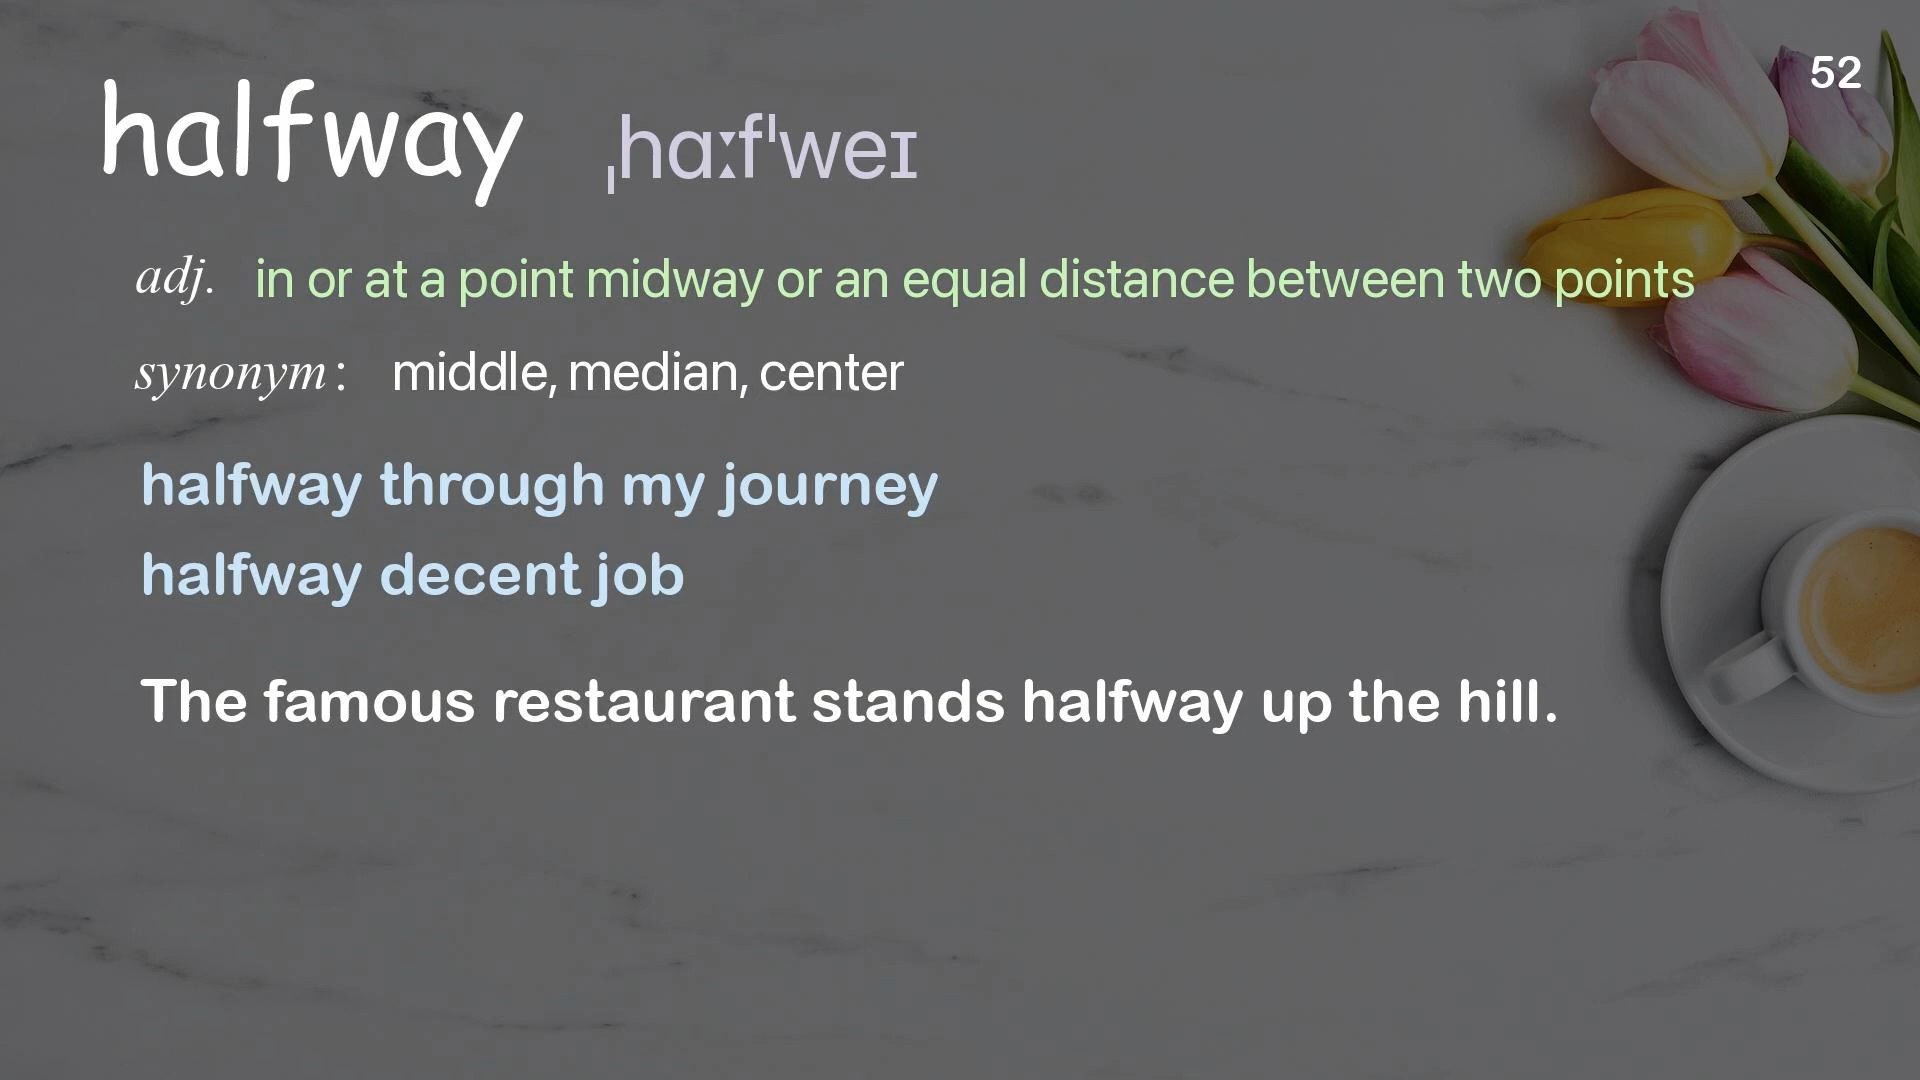 52
halfway ˌhɑːfˈweɪ
adj. in or at a point midway or an equal distance between two points
synonym : middle, median, center
halfway through my journey
halfway decent job
The famous restaurant stands halfway up the hill.